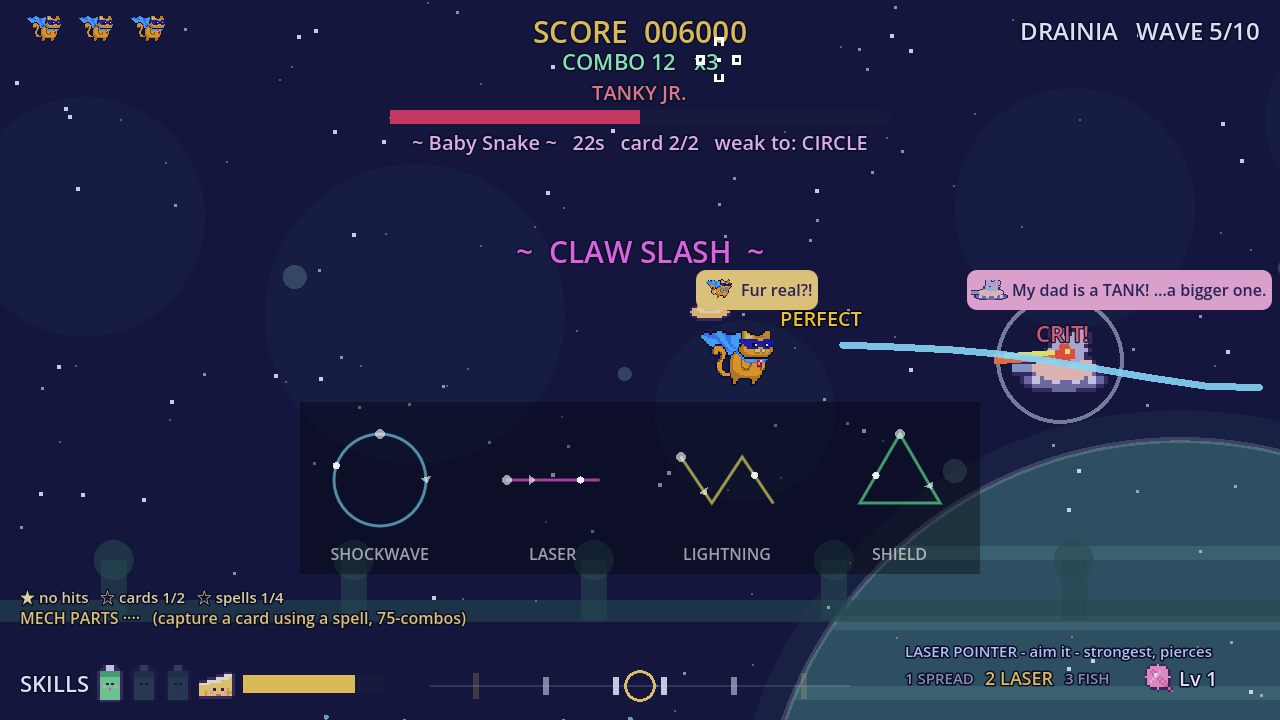 SCORE 006000
DRAINIA WAVE 5/10
COMBO 12 x3
TANKY JR.
~ Baby Snake ~ 22s card 2/2 weak to: CIRCLE
~ CLAW SLASH ~
Fur real?!
My dad is a TANK! ...a bigger one.
PERFECT
CRIT!
SHOCKWAVE
LASER
LIGHTNING
SHIELD
★ no hits ☆ cards 1/2 ☆ spells 1/4
MECH PARTS ···· (capture a card using a spell, 75-combos)
LASER POINTER - aim it - strongest, pierces
1 SPREAD 2 LASER 3 FISH
Lv 1
SKILLS